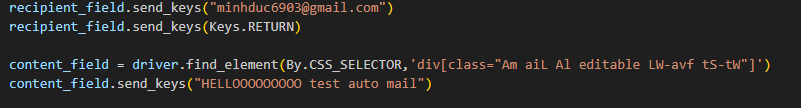 recipient_field.send_keys("minhduc6903@gmail.com")
recipient_field.send_keys(Keys.RETURN)
content_field = driver.find_element(By.CSS_SELECTOR,'div[class="Am aiL Al editable LW-avf tS-tW"]')
content_field.send_keys("HELLOOOOOOOOO test auto mail")